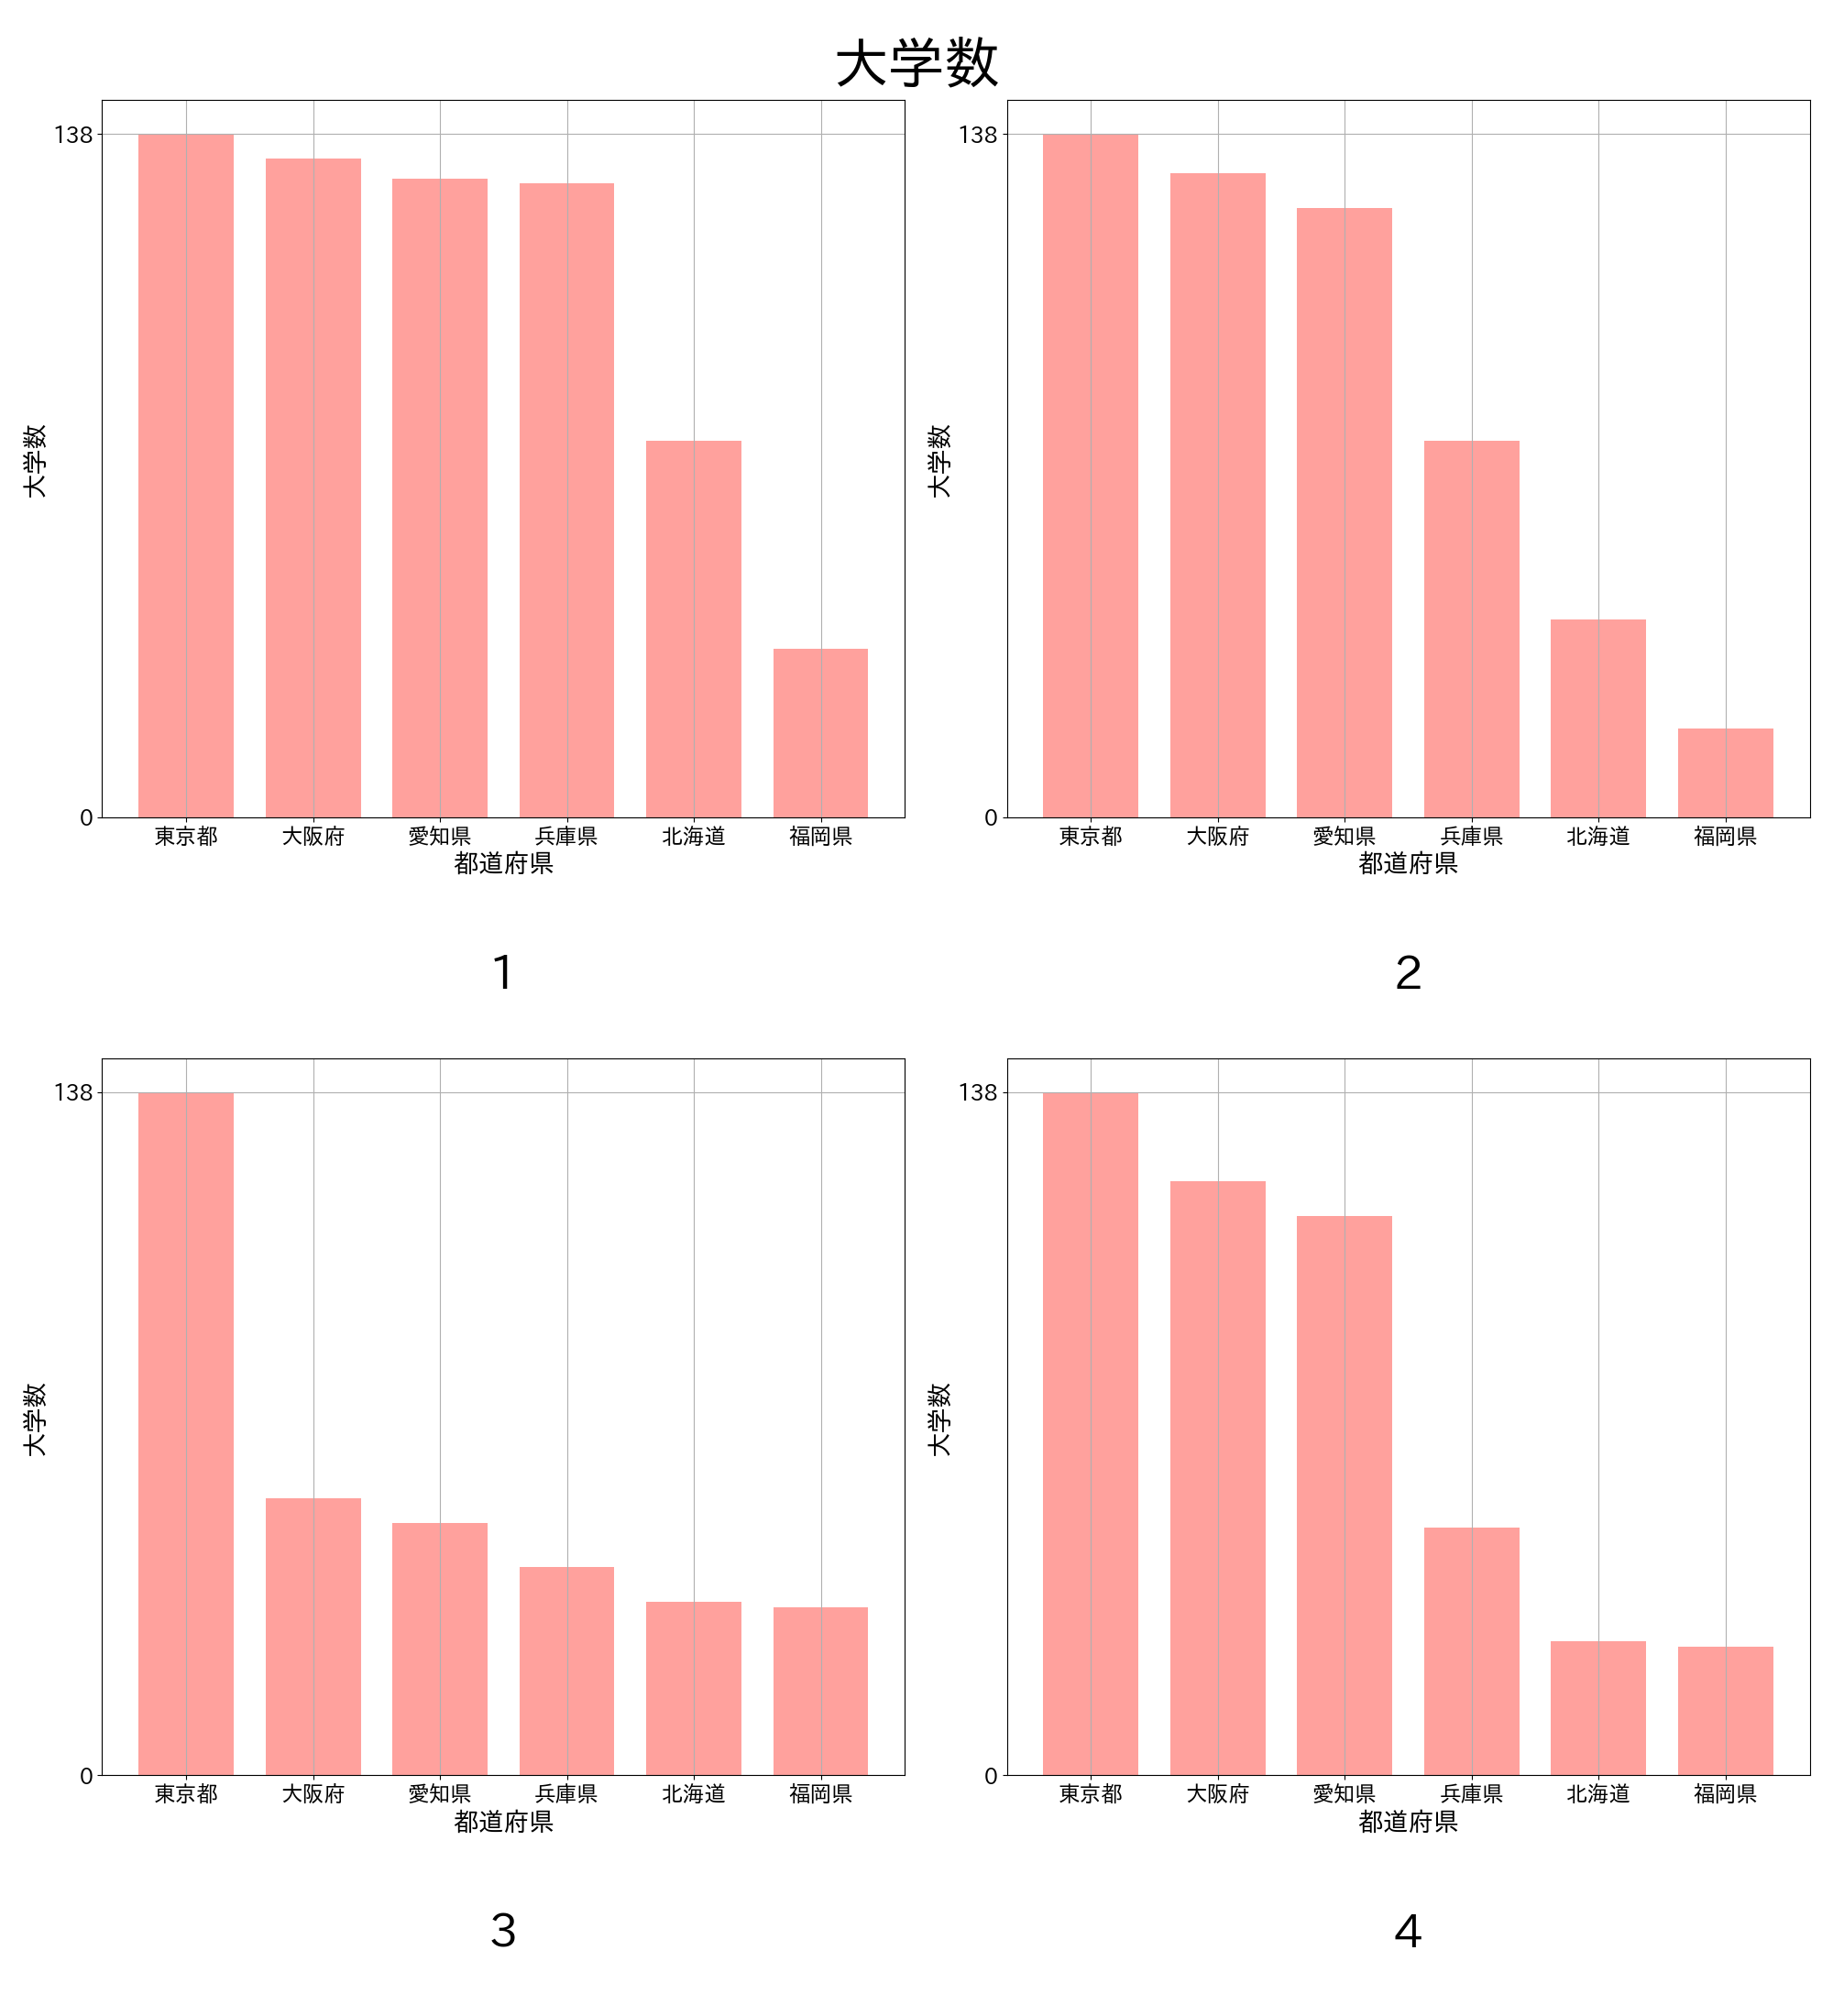 大学数
138
0
大学数
東京都 大阪府 愛知県 兵庫県 北海道 福岡県
都道府県
1
138
0
大学数
東京都 大阪府 愛知県 兵庫県 北海道 福岡県
都道府県
2
138
0
大学数
東京都 大阪府 愛知県 兵庫県 北海道 福岡県
都道府県
3
138
0
大学数
東京都 大阪府 愛知県 兵庫県 北海道 福岡県
都道府県
4